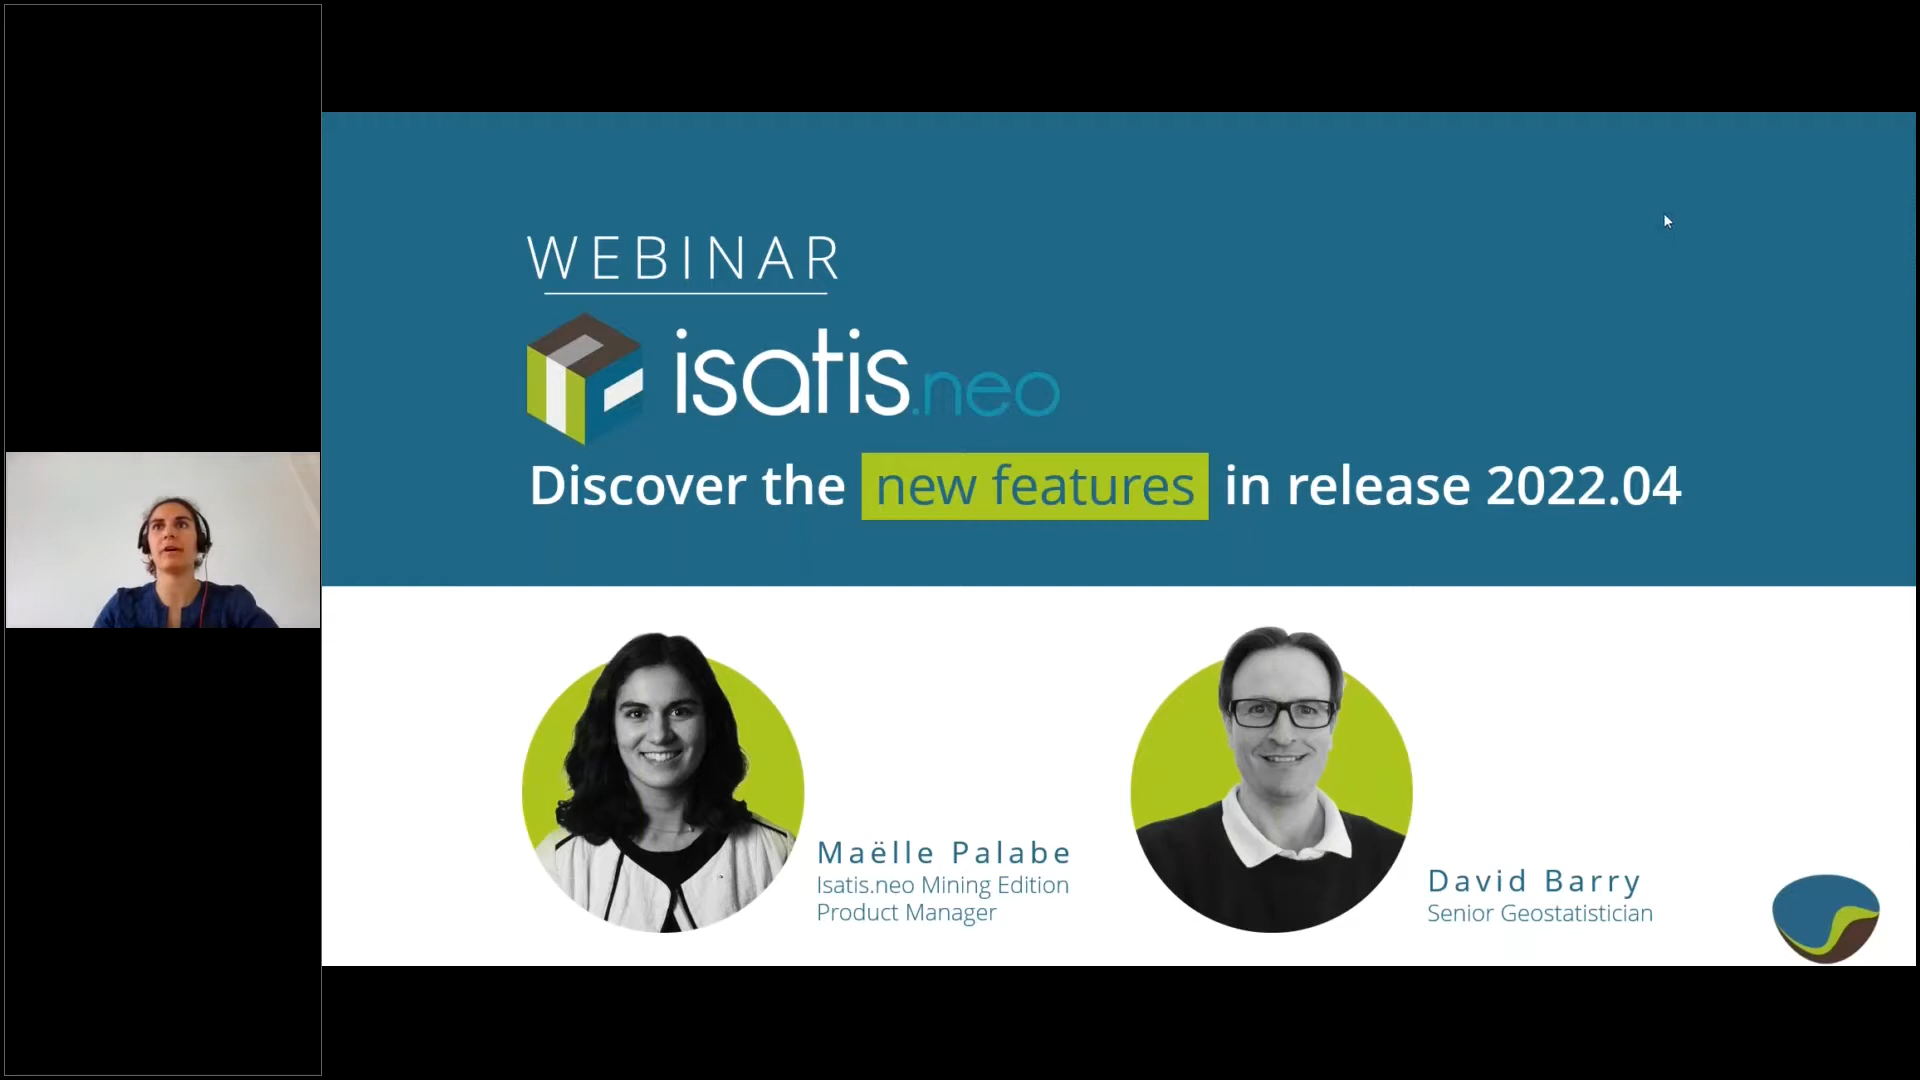 WEBINAR
isatis.neo
Discover the new features in release 2022.04
Maëlle Palabe
Isatis.neo Mining Edition
Product Manager
David Barry
Senior Geostatistician